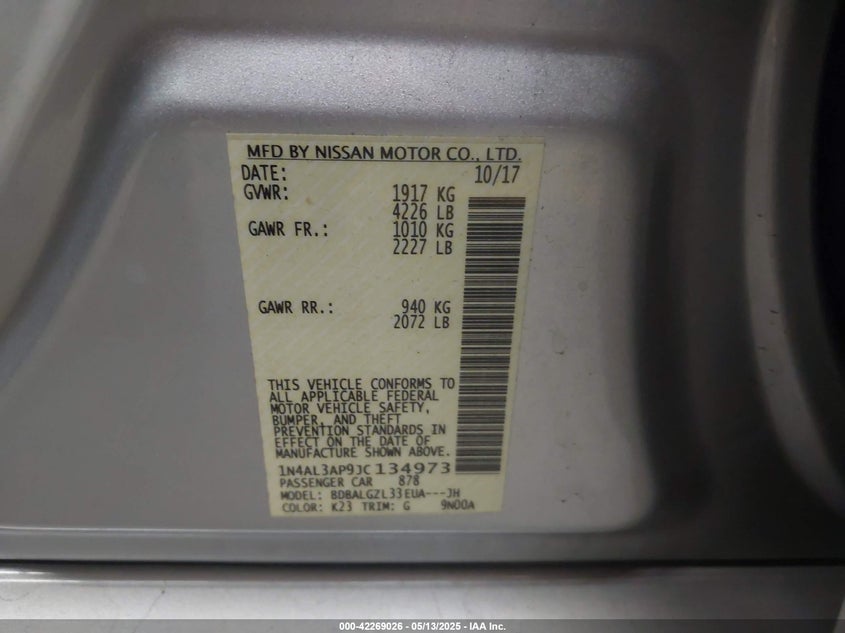 MFD BY NISSAN MOTOR CO., LTD.
DATE: 10/17
GVWR: 1917 KG
4226 LB
GAWR FR.: 1010 KG
2227 LB
GAWR RR.: 940 KG
2072 LB
THIS VEHICLE CONFORMS TO
ALL APPLICABLE FEDERAL
MOTOR VEHICLE SAFETY,
BUMPER, AND THEFT
PREVENTION STANDARDS IN
EFFECT ON THE DATE OF
MANUFACTURE SHOWN ABOVE.
1N4AL3AP9JC134973
PASSENGER CAR 878
MODEL: BDBALGZL33EUA---JH
COLOR: K23 TRIM: G 9N00A
000-42269026 - 05/13/2025 - IAA Inc.